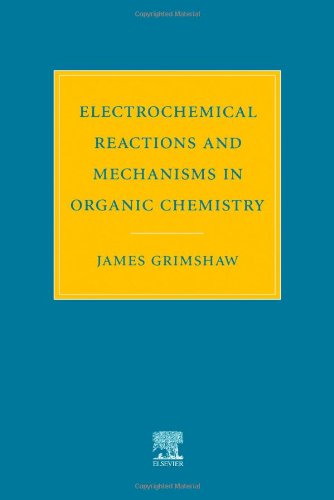 ELECTROCHEMICAL
REACTIONS AND
MECHANISMS IN
ORGANIC CHEMISTRY
JAMES GRIMSHAW
ELSEVIER